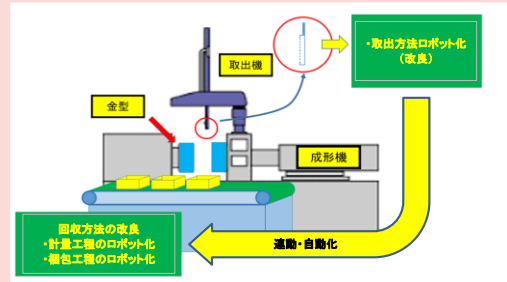 ・取出方法ロボット化
(改良)
取出機
金型
成形機
回収方法の改良
・計量工程のロボット化
・梱包工程のロボット化
連動・自動化